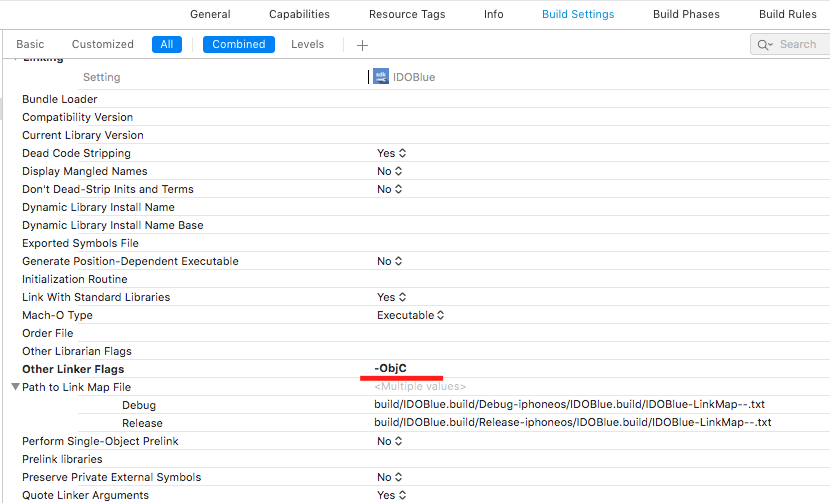 General Capabilities Resource Tags Info Build Settings Build Phases Build Rules
Basic Customized All Combined Levels + Search
Linking
Setting IDOBlue
Bundle Loader
Compatibility Version
Current Library Version
Dead Code Stripping Yes
Display Mangled Names No
Don't Dead-Strip Inits and Terms No
Dynamic Library Install Name
Dynamic Library Install Name Base
Exported Symbols File
Generate Position-Dependent Executable No
Initialization Routine
Link With Standard Libraries Yes
Mach-O Type Executable
Order File
Other Librarian Flags
Other Linker Flags -ObjC
Path to Link Map File <Multiple values>
Debug build/IDOBlue.build/Debug-iphoneos/IDOBlue.build/IDOBlue-LinkMap--.txt
Release build/IDOBlue.build/Release-iphoneos/IDOBlue.build/IDOBlue-LinkMap--.txt
Perform Single-Object Prelink No
Prelink libraries
Preserve Private External Symbols No
Quote Linker Arguments Yes